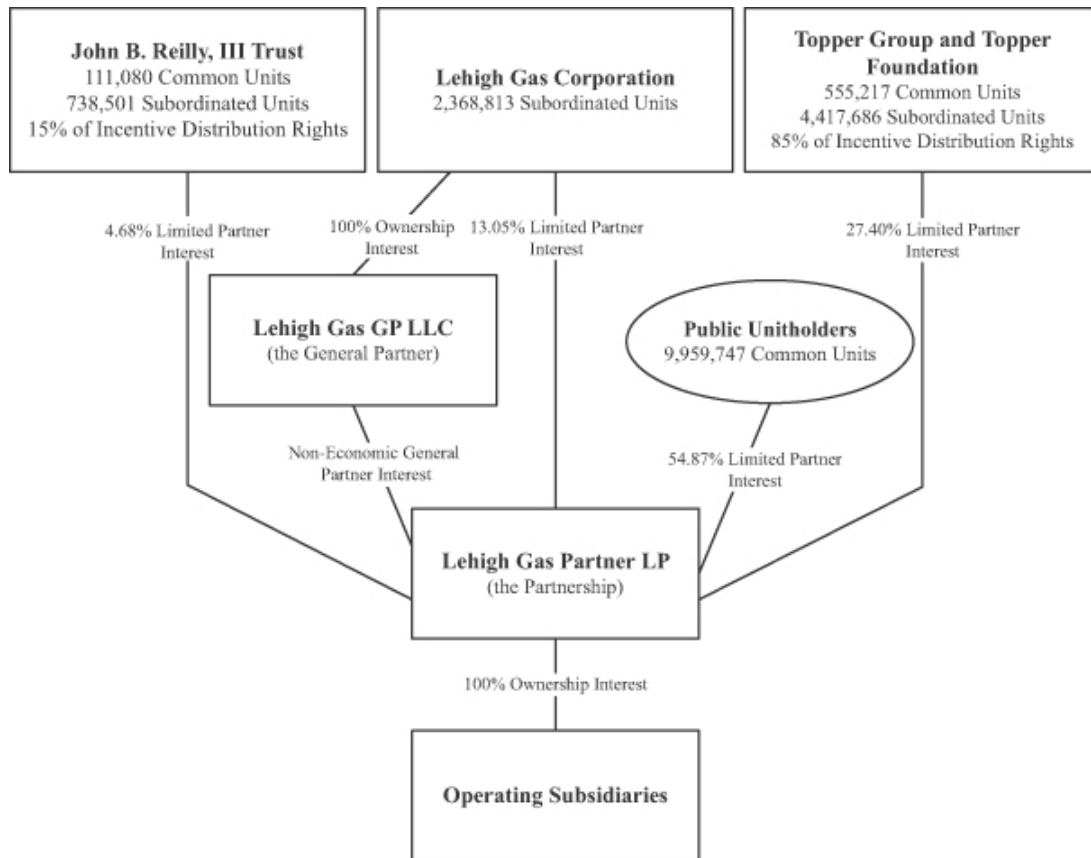 John B. Reilly, III Trust
111,080 Common Units
738,501 Subordinated Units
15% of Incentive Distribution Rights
Lehigh Gas Corporation
2,368,813 Subordinated Units
Topper Group and Topper
Foundation
555,217 Common Units
4,417,686 Subordinated Units
85% of Incentive Distribution Rights
4.68% Limited Partner
Interest
100% Ownership
Interest
13.05% Limited Partner
Interest
27.40% Limited Partner
Interest
Lehigh Gas GP LLC
(the General Partner)
Public Unitholders
9,959,747 Common Units
Non-Economic General
Partner Interest
54.87% Limited Partner
Interest
Lehigh Gas Partner LP
(the Partnership)
100% Ownership Interest
Operating Subsidiaries